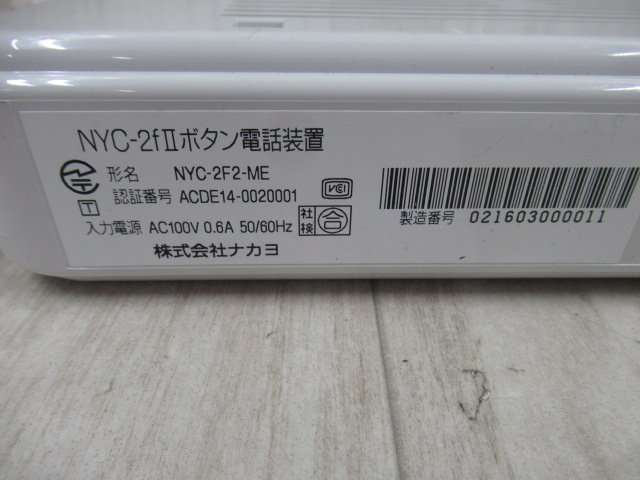 NYC-2fⅡボタン電話装置
形名 NYC-2F2-ME
認証番号 ACDE14-0020001
T
VCI
入力電源 AC100V 0.6A 50/60Hz
社検 合
株式会社ナカヨ
製造番号 021603000011